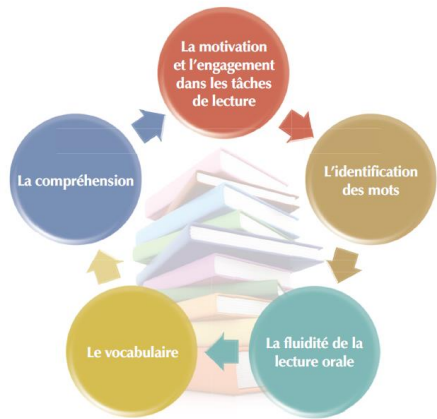 La motivation
et l'engagement
dans les tâches
de lecture
L'identification
des mots
La fluidité de la
lecture orale
Le vocabulaire
La compréhension